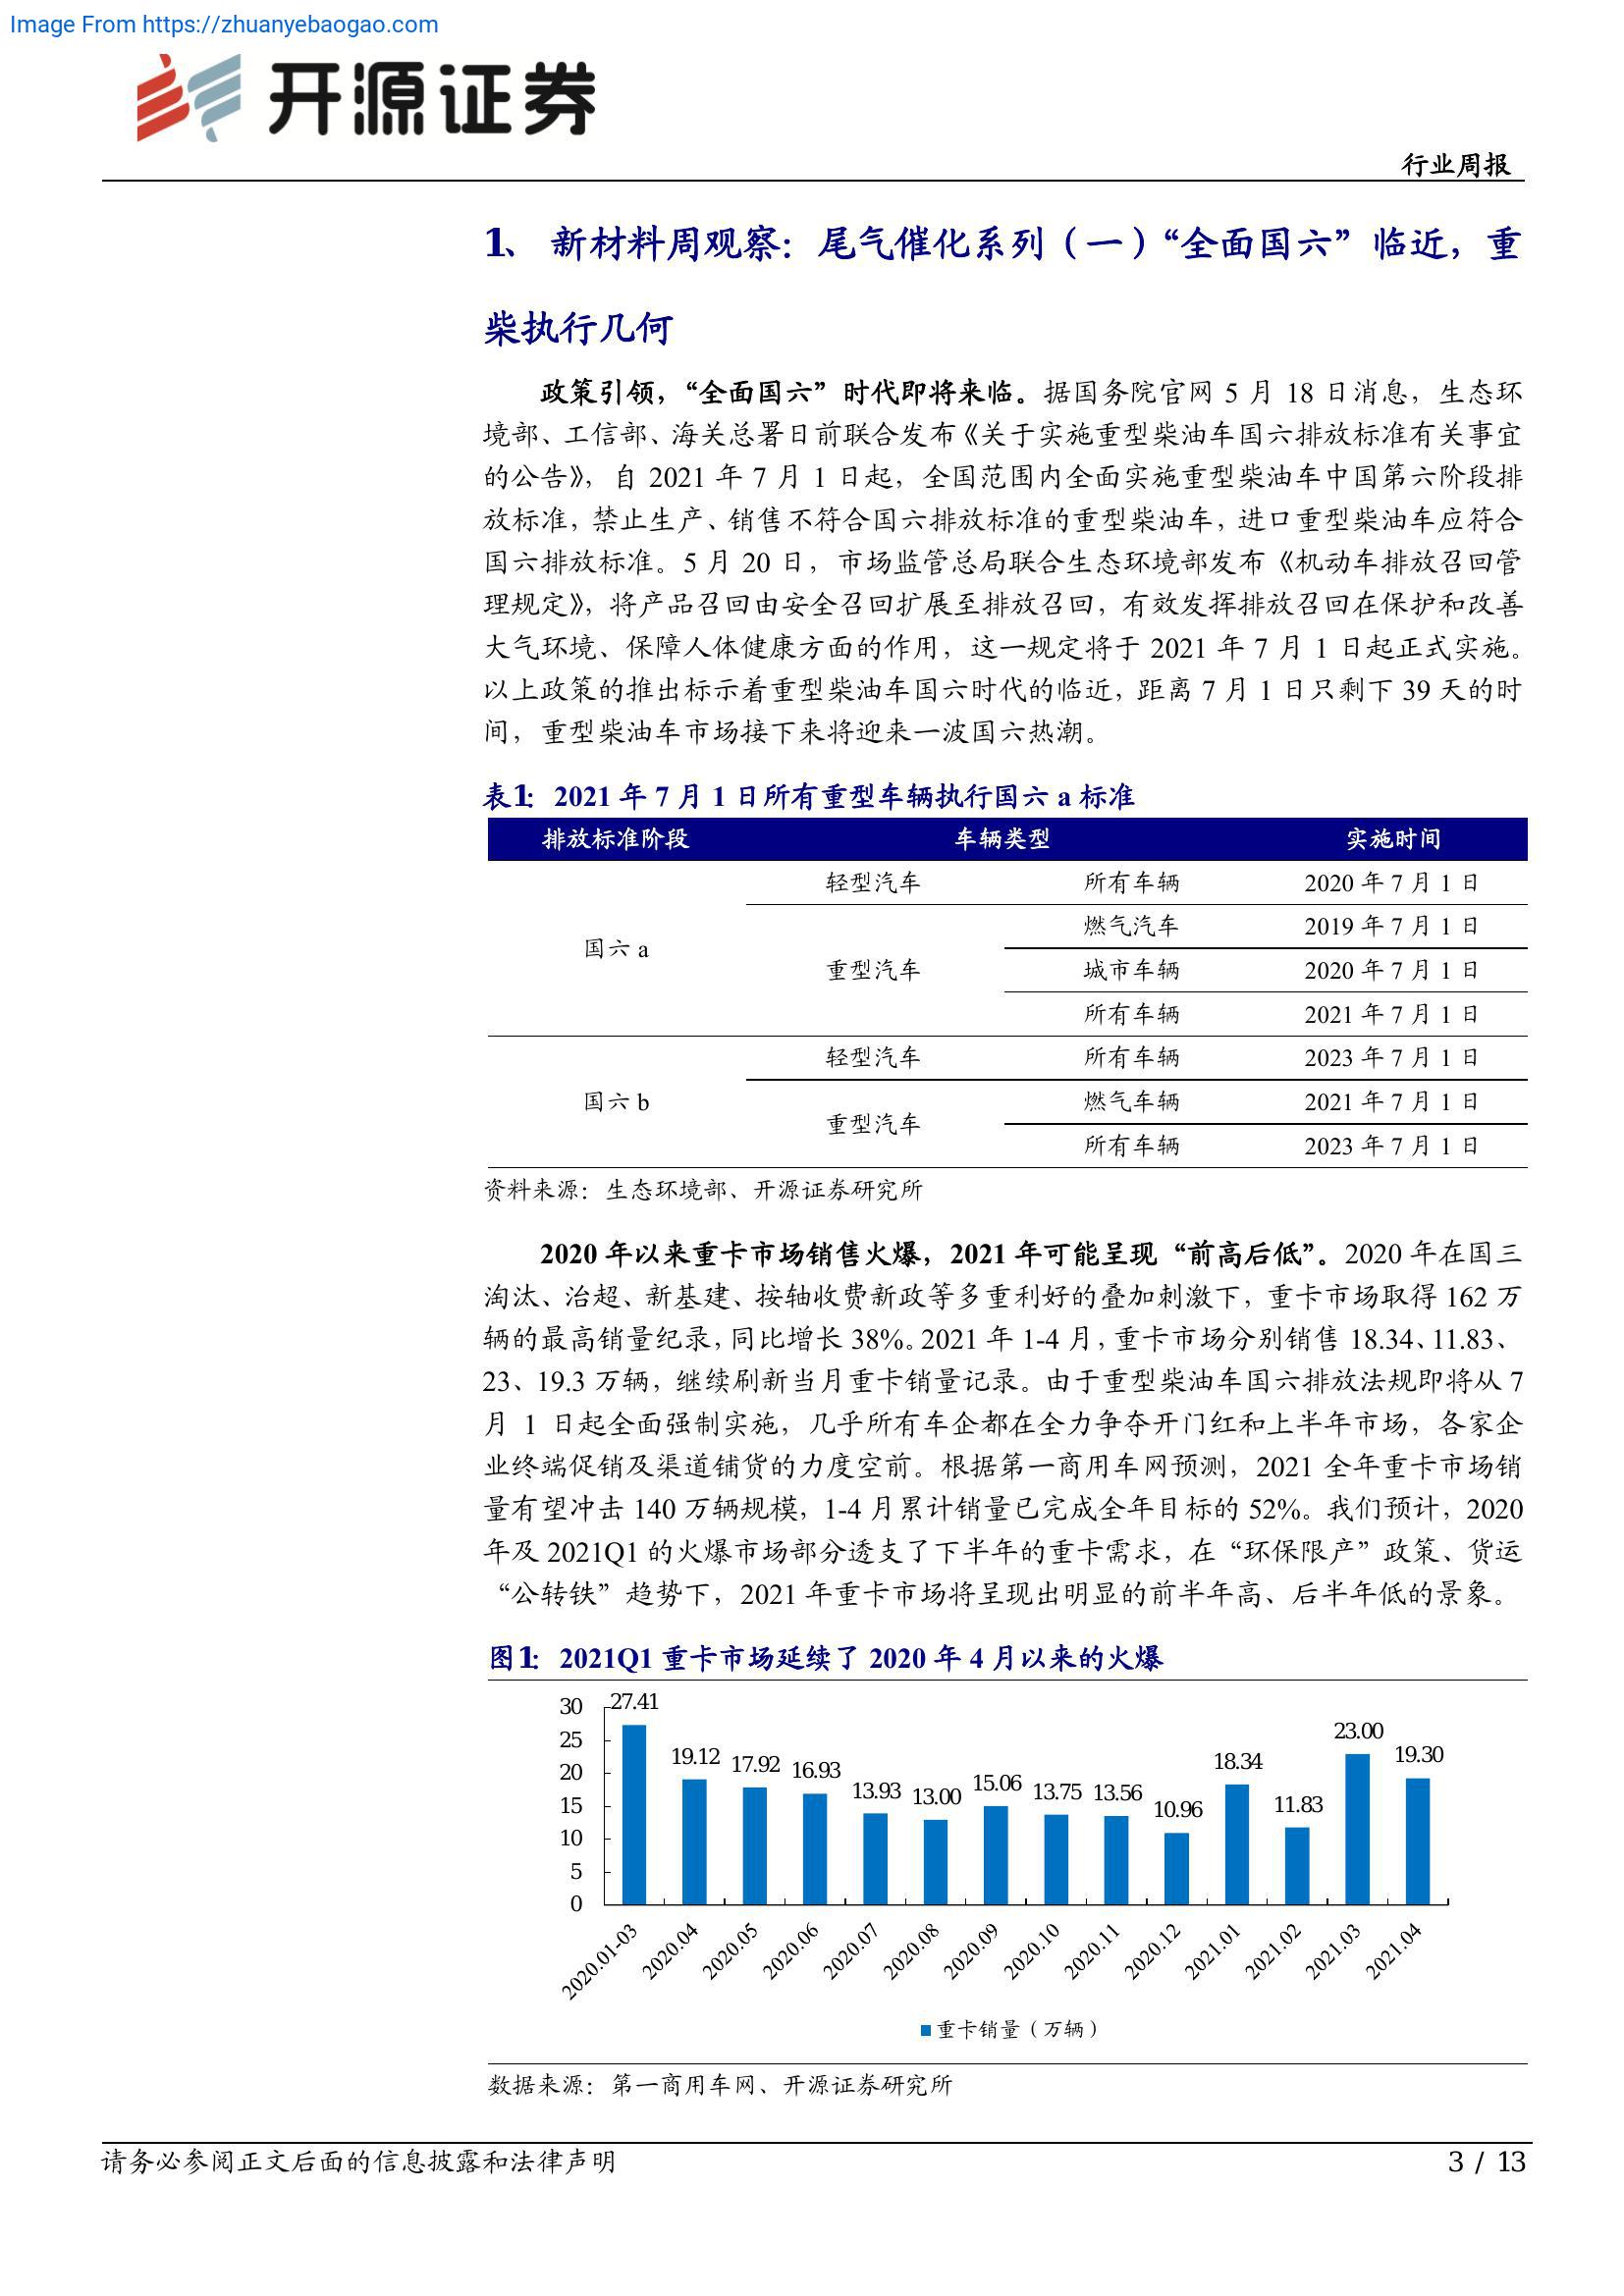 Image From https://zhuanyebaogao.com
开源证券
行业周报
1、 新材料周观察：尾气催化系列（一）“全面国六”临近，重
柴执行几何
政策引领，“全面国六”时代即将来临。据国务院官网 5 月 18 日消息，生态环
境部、工信部、海关总署日前联合发布《关于实施重型柴油车国六排放标准有关事宜
的公告》，自 2021 年 7 月 1 日起，全国范围内全面实施重型柴油车中国第六阶段排
放标准，禁止生产、销售不符合国六排放标准的重型柴油车，进口重型柴油车应符合
国六排放标准。5 月 20 日，市场监管总局联合生态环境部发布《机动车排放召回管
理规定》，将产品召回由安全召回扩展至排放召回，有效发挥排放召回在保护和改善
大气环境、保障人体健康方面的作用，这一规定将于 2021 年 7 月 1 日起正式实施。
以上政策的推出标示着重型柴油车国六时代的临近，距离 7 月 1 日只剩下 39 天的时
间，重型柴油车市场接下来将迎来一波国六热潮。
表1： 2021 年 7 月 1 日所有重型车辆执行国六 a 标准
排放标准阶段 车辆类型 实施时间
轻型汽车 所有车辆 2020 年 7 月 1 日
燃气汽车 2019 年 7 月 1 日
国六 a
重型汽车 城市车辆 2020 年 7 月 1 日
所有车辆 2021 年 7 月 1 日
轻型汽车 所有车辆 2023 年 7 月 1 日
国六 b 燃气车辆 2021 年 7 月 1 日
重型汽车
所有车辆 2023 年 7 月 1 日
资料来源：生态环境部、开源证券研究所
2020 年以来重卡市场销售火爆，2021 年可能呈现“前高后低”。2020 年在国三
淘汰、治超、新基建、按轴收费新政等多重利好的叠加刺激下，重卡市场取得 162 万
辆的最高销量纪录，同比增长 38%。2021 年 1-4 月，重卡市场分别销售 18.34、11.83、
23、19.3 万辆，继续刷新当月重卡销量记录。由于重型柴油车国六排放法规即将从 7
月 1 日起全面强制实施，几乎所有车企都在全力争夺开门红和上半年市场，各家企
业终端促销及渠道铺货的力度空前。根据第一商用车网预测，2021 全年重卡市场销
量有望冲击 140 万辆规模，1-4 月累计销量已完成全年目标的 52%。我们预计，2020
年及 2021Q1 的火爆市场部分透支了下半年的重卡需求，在“环保限产”政策、货运
“公转铁”趋势下，2021 年重卡市场将呈现出明显的前半年高、后半年低的景象。
图1： 2021Q1 重卡市场延续了 2020 年 4 月以来的火爆
30 25 20 15 10 5 0
27.41 19.12 17.92 16.93 13.93 13.00 15.06 13.75 13.56 10.96 18.34 11.83 23.00 19.30
2020.01-03 2020.04 2020.05 2020.06 2020.07 2020.08 2020.09 2020.10 2020.11 2020.12 2021.01 2021.02 2021.03 2021.04
重卡销量（万辆）
数据来源：第一商用车网、开源证券研究所
请务必参阅正文后面的信息披露和法律声明 3 / 13